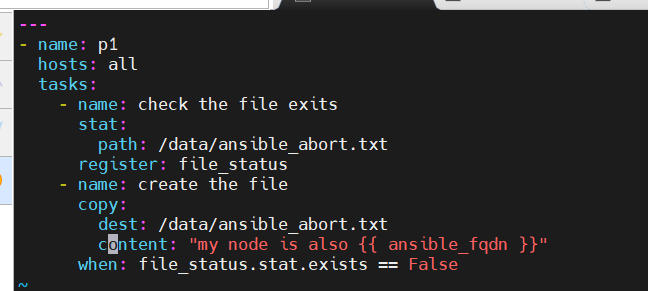 ---
- name: p1
  hosts: all
  tasks:
    - name: check the file exits
      stat:
        path: /data/ansible_abort.txt
      register: file_status
    - name: create the file
      copy:
        dest: /data/ansible_abort.txt
        content: "my node is also {{ ansible_fqdn }}"
      when: file_status.stat.exists == False
~